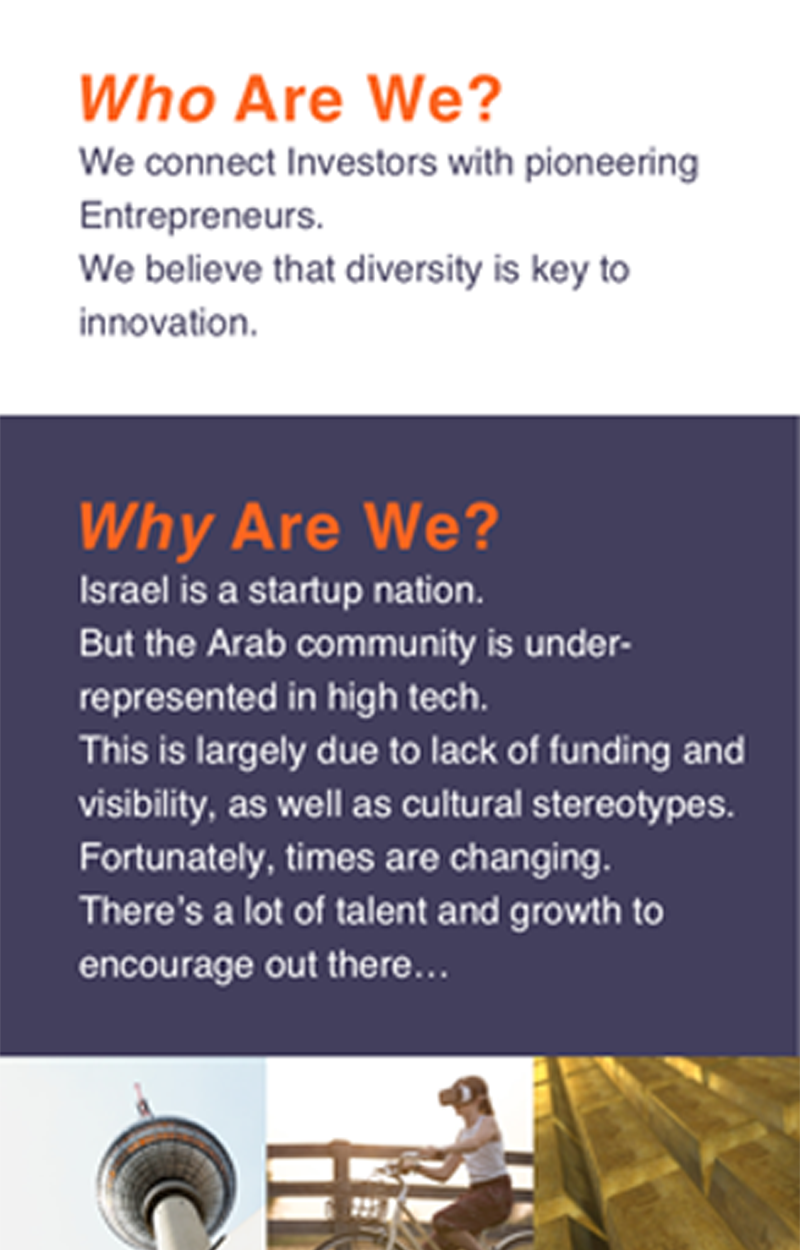 Who Are We?
We connect Investors with pioneering
Entrepreneurs.
We believe that diversity is key to
innovation.
Why Are We?
Israel is a startup nation.
But the Arab community is under-
represented in high tech.
This is largely due to lack of funding and
visibility, as well as cultural stereotypes.
Fortunately, times are changing.
There's a lot of talent and growth to
encourage out there…